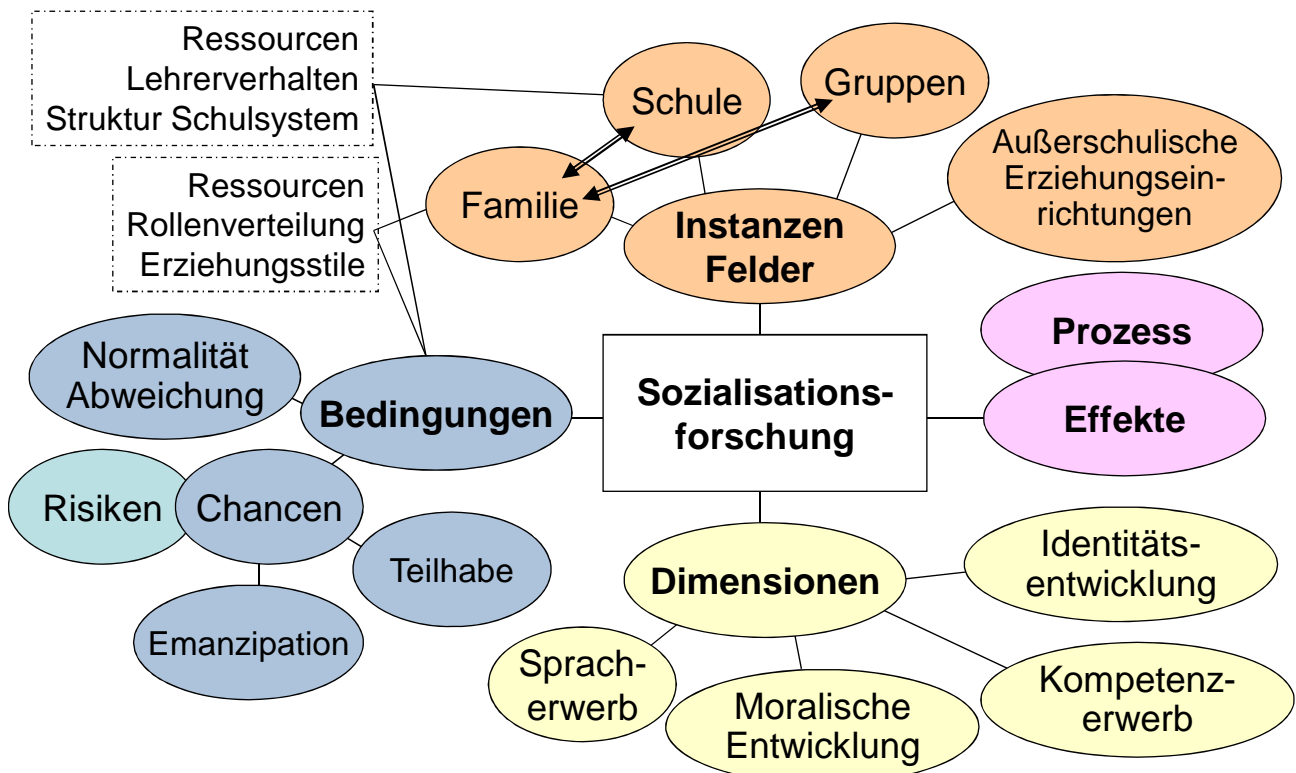 Ressourcen
Lehrerverhalten
Struktur Schulsystem
Ressourcen
Rollenverteilung
Erziehungsstile
Schule
Gruppen
Familie
Außerschulische
Erziehungsein-
richtungen
Instanzen
Felder
Prozess
Effekte
Sozialisations-
forschung
Normalität
Abweichung
Bedingungen
Risiken
Chancen
Teilhabe
Emanzipation
Dimensionen
Identitäts-
entwicklung
Sprach-
erwerb
Moralische
Entwicklung
Kompetenz-
erwerb